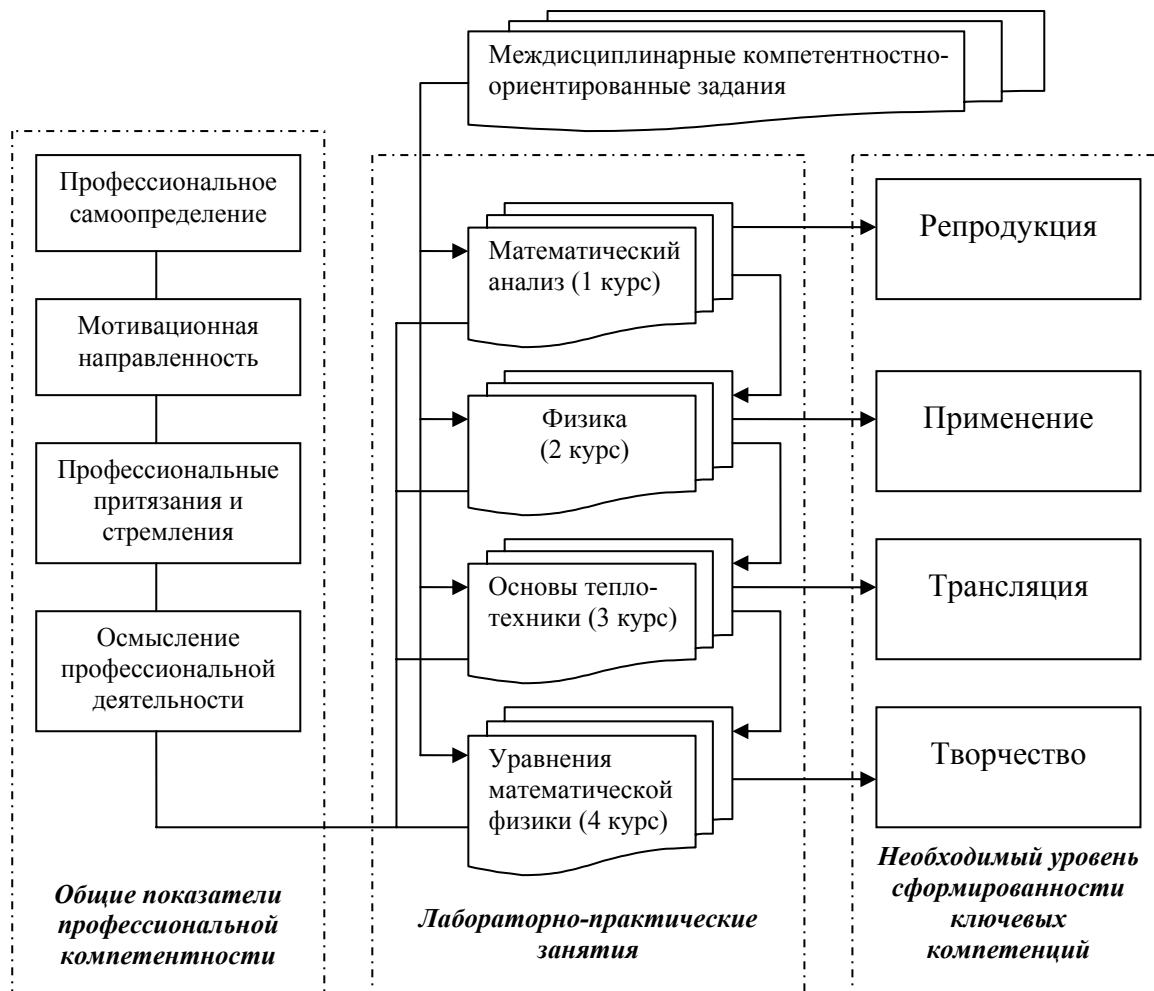 Междисциплинарные компетентностно-
ориентированные задания
Профессиональное
самоопределение
Мотивационная
направленность
Профессиональные
притязания и
стремления
Осмысление
профессиональной
деятельности
Общие показатели
профессиональной
компетентности
Математический
анализ (1 курс)
Физика
(2 курс)
Основы тепло-
техники (3 курс)
Уравнения
математической
физики (4 курс)
Лабораторно-практические
занятия
Репродукция
Применение
Трансляция
Творчество
Необходимый уровень
сформированности
ключевых
компетенций